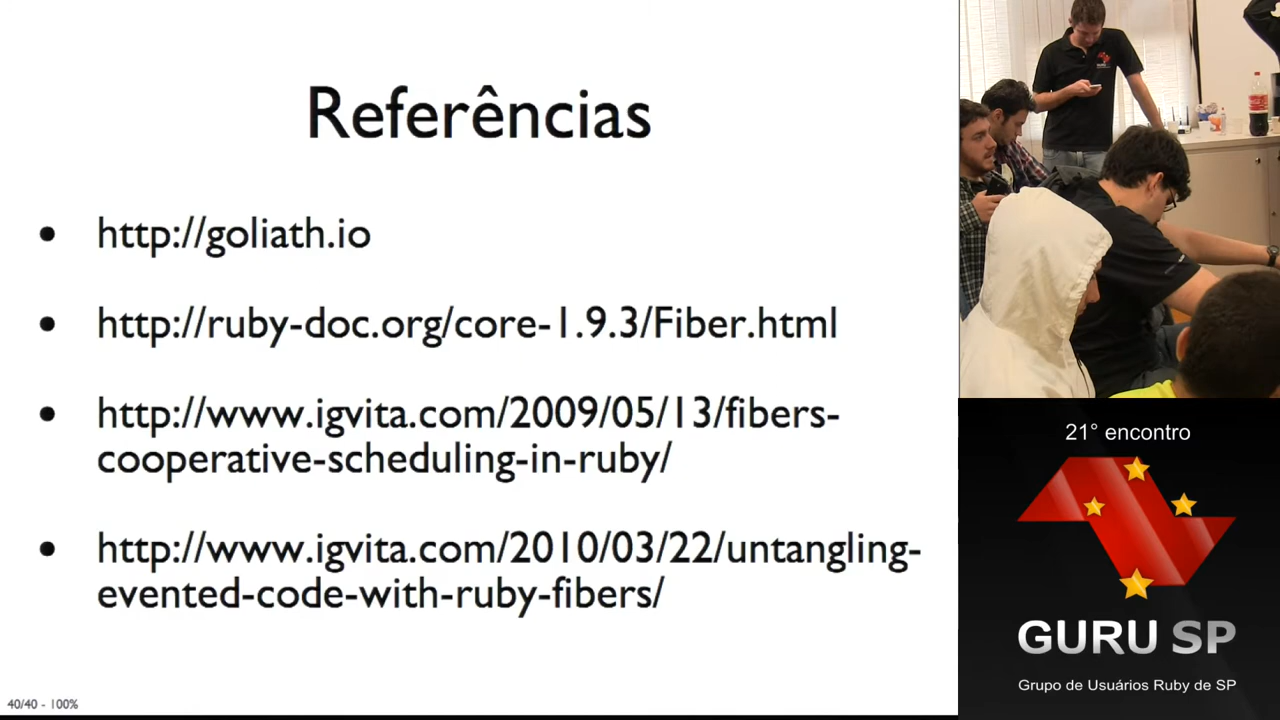 Referências
• http://goliath.io
• http://ruby-doc.org/core-1.9.3/Fiber.html
• http://www.igvita.com/2009/05/13/fibers-
cooperative-scheduling-in-ruby/
• http://www.igvita.com/2010/03/22/untangling-
evented-code-with-ruby-fibers/
40/40 - 100%
21° encontro
GURU SP
Grupo de Usuários Ruby de SP